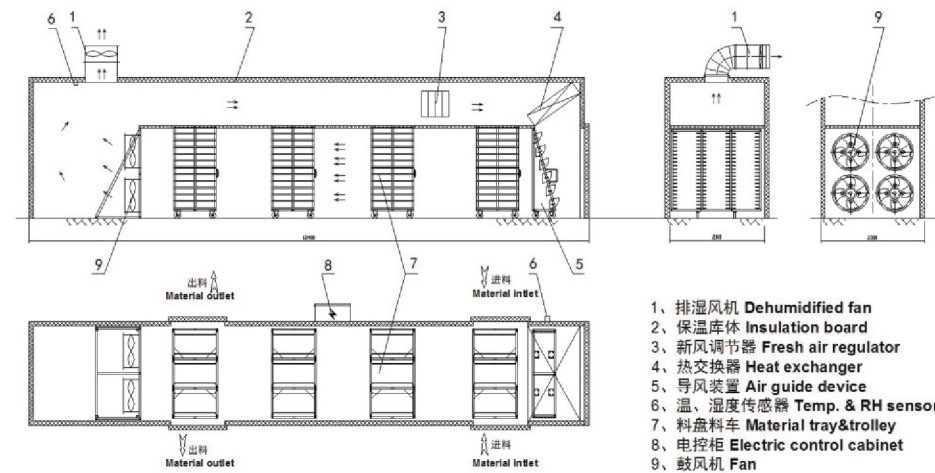 6
1
2
3
4
1
9
9
8
7
6
5
出料
Material outlet
进料
Material intlet
出料
Material outlet
进料
Material intlet
1、排湿风机 Dehumidified fan
2、保温库体 Insulation board
3、新风调节器 Fresh air regulator
4、热交换器 Heat exchanger
5、导风装置 Air guide device
6、温、湿度传感器 Temp. & RH sensor
7、料盘料车 Material tray&trolley
8、电控柜 Electric control cabinet
9、鼓风机 Fan